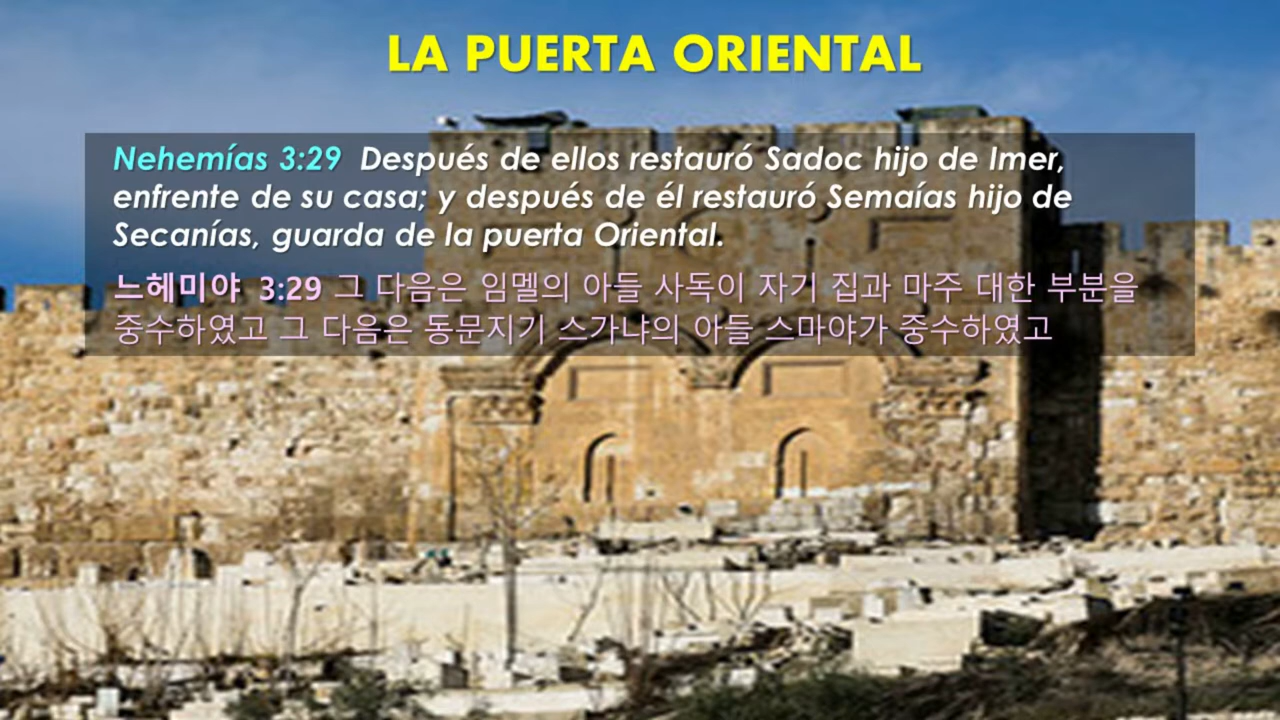 LA PUERTA ORIENTAL
Nehemías 3:29 Después de ellos restauró Sadoc hijo de Imer,
enfrente de su casa; y después de él restauró Semaías hijo de
Secanías, guarda de la puerta Oriental.
느헤미야 3:29 그 다음은 임멜의 아들 사독이 자기 집과 마주 대한 부분을
중수하였고 그 다음은 동문지기 스가냐의 아들 스마야가 중수하였고